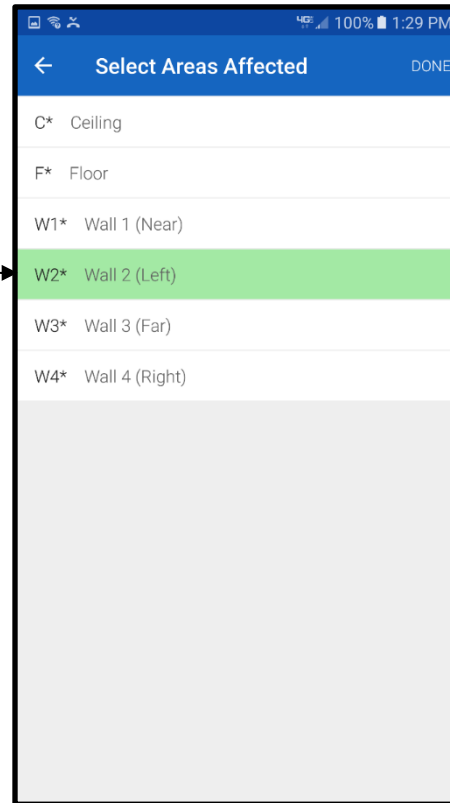 4GE 100% 1:29 PM
Select Areas Affected DONE
C* Ceiling
F* Floor
W1* Wall 1 (Near)
W2* Wall 2 (Left)
W3* Wall 3 (Far)
W4* Wall 4 (Right)